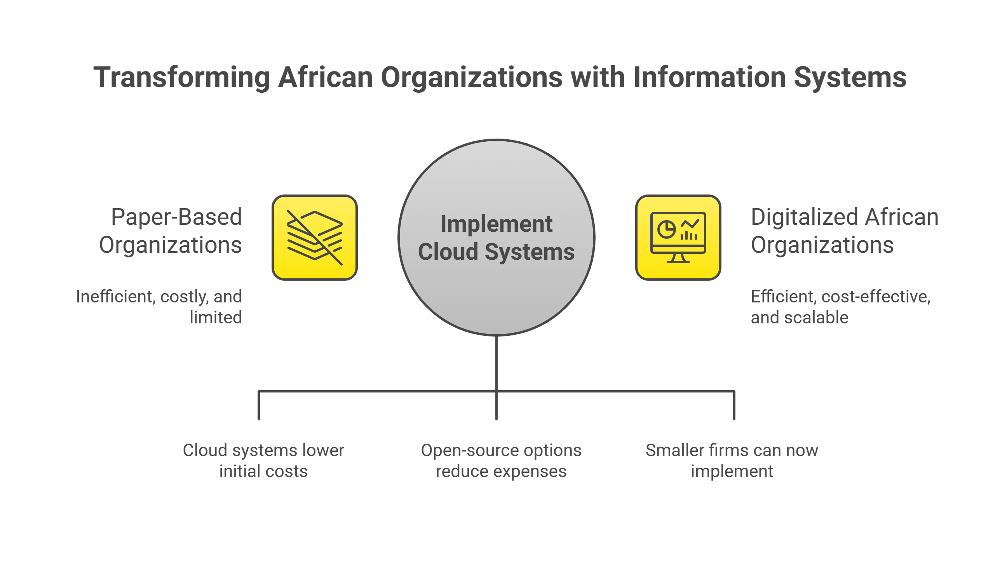 Transforming African Organizations with Information Systems
Paper-Based
Organizations
Inefficient, costly, and
limited
Implement
Cloud Systems
Digitalized African
Organizations
Efficient, cost-effective,
and scalable
Cloud systems lower
initial costs
Open-source options
reduce expenses
Smaller firms can now
implement